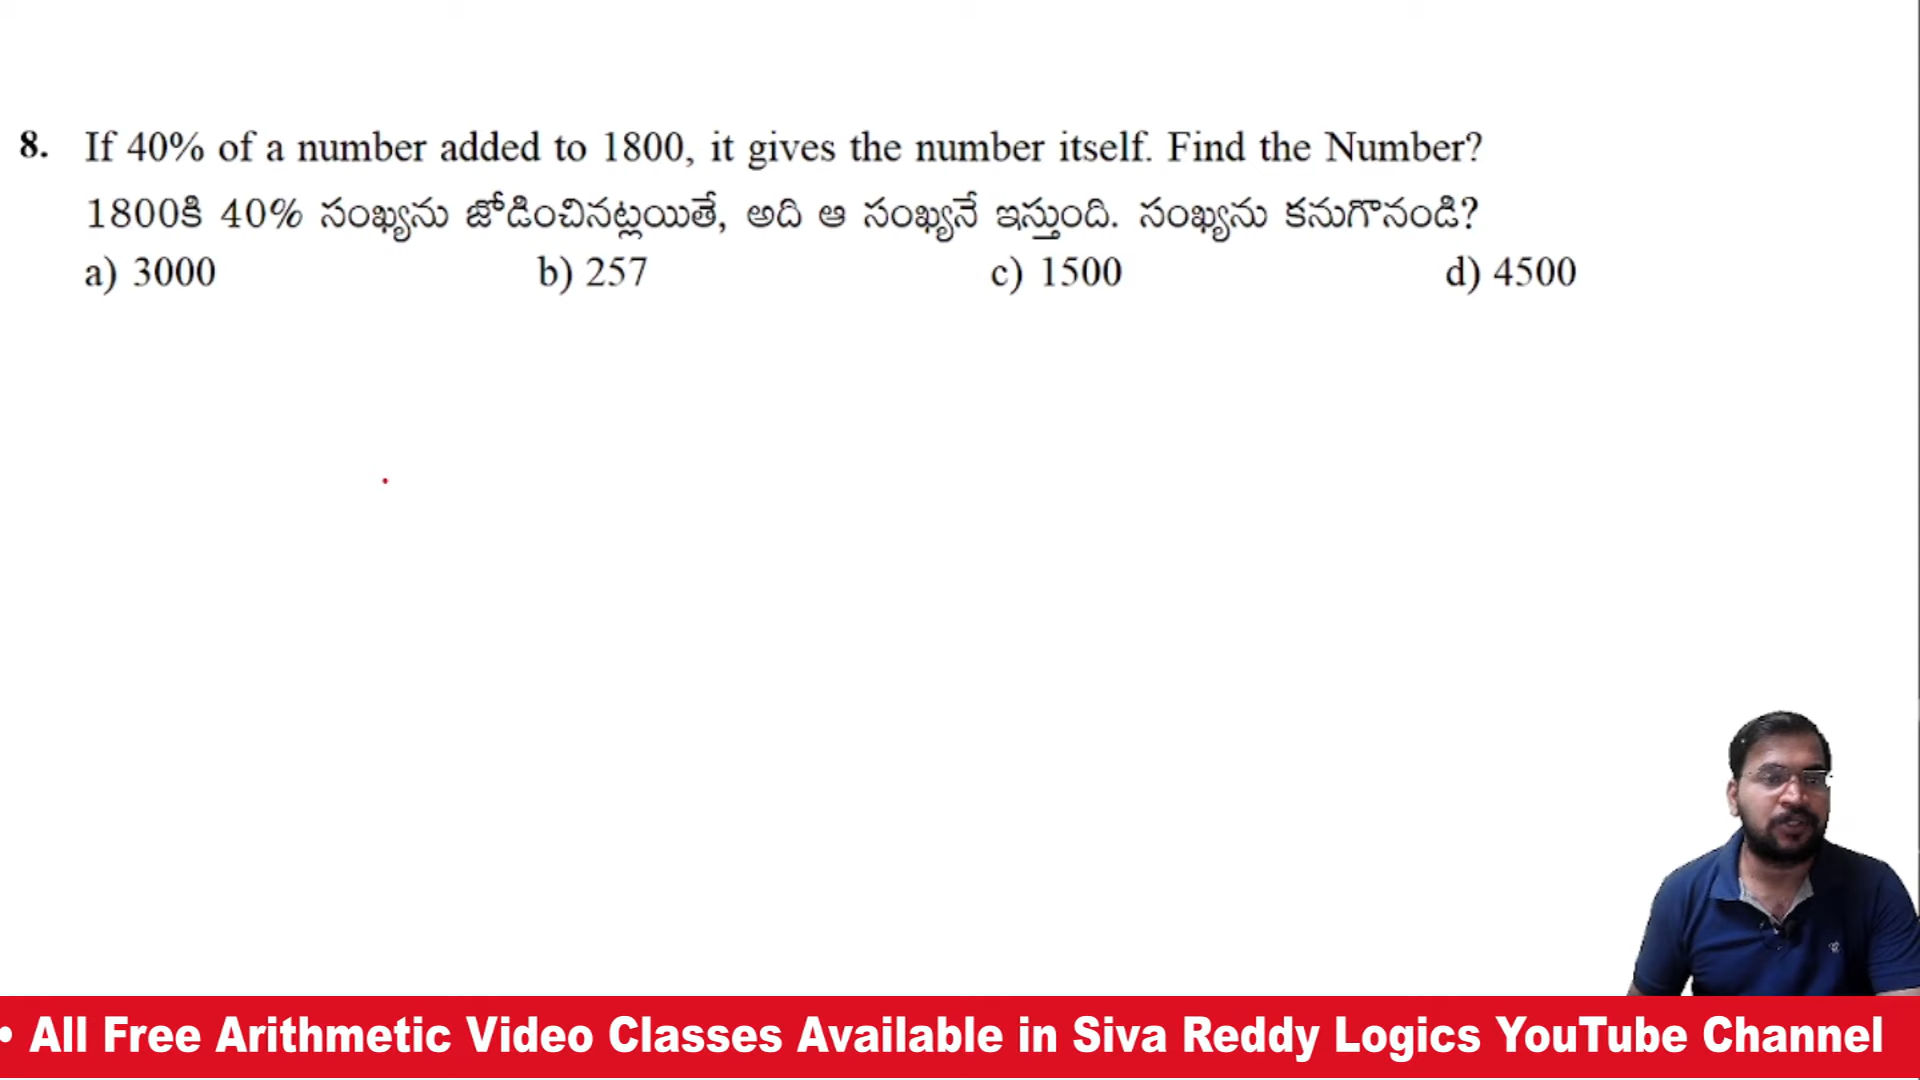 8. If 40% of a number added to 1800, it gives the number itself. Find the Number?
1800కి 40% సంఖ్యను జోడించినట్లయితే, అది ఆ సంఖ్యనే ఇస్తుంది. సంఖ్యను కనుగొనండి?
a) 3000 b) 257 c) 1500 d) 4500
• All Free Arithmetic Video Classes Available in Siva Reddy Logics YouTube Channel